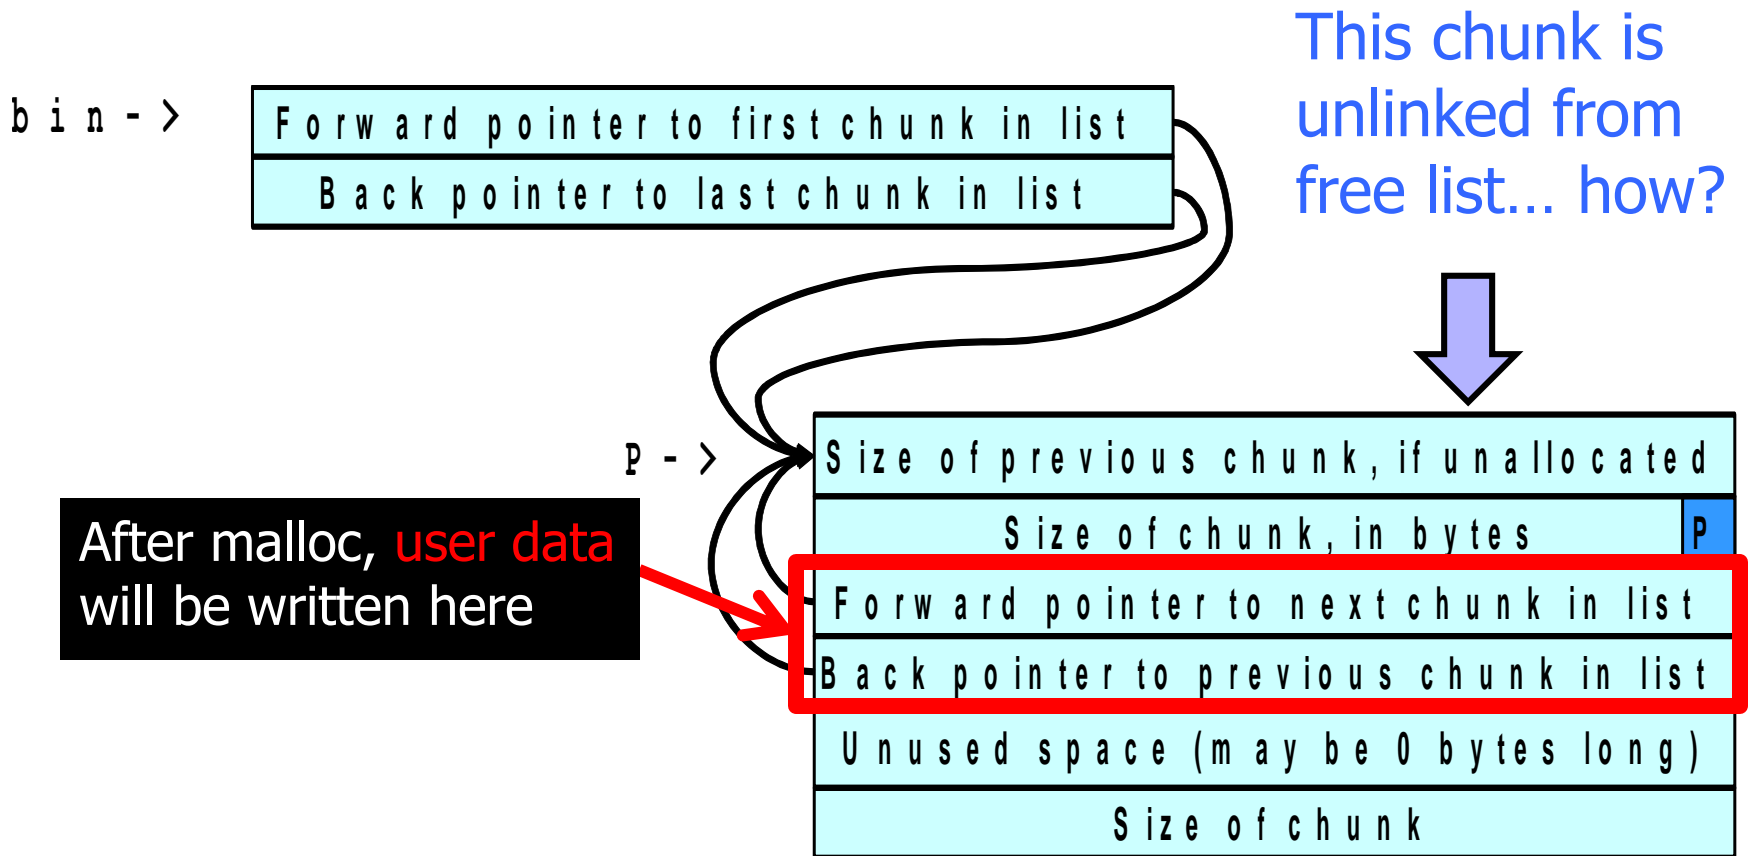 This chunk is
unlinked from
free list... how?
bin->
Forward pointer to first chunk in list
Back pointer to last chunk in list
P->
Size of previous chunk, if unallocated
Size of chunk, in bytes
P
After malloc, user data
will be written here
Forward pointer to next chunk in list
Back pointer to previous chunk in list
Unused space (may be 0 bytes long)
Size of chunk